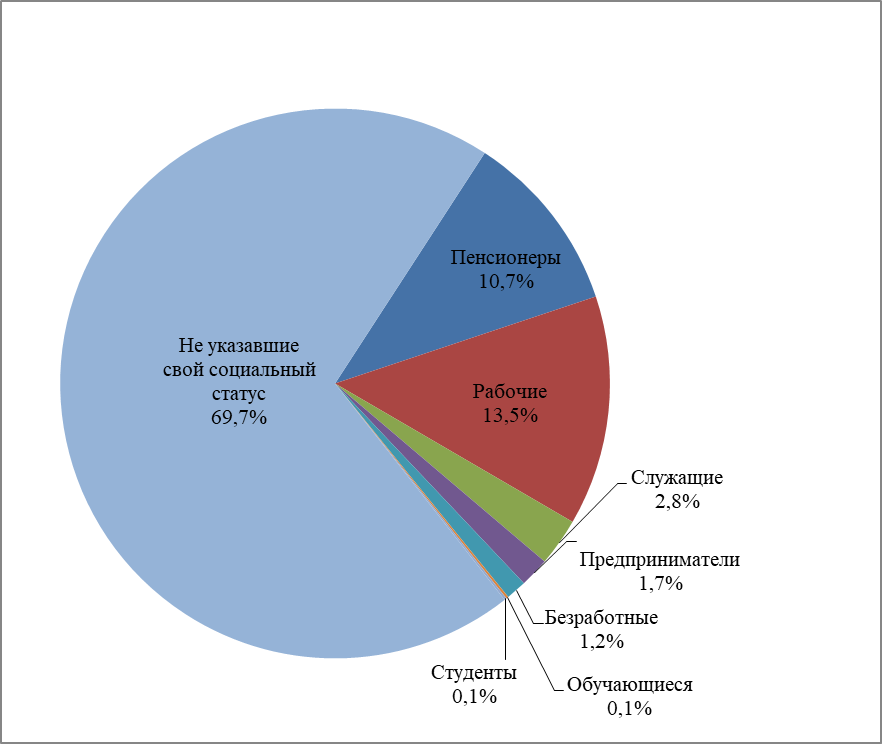 Пенсионеры
10,7%
Не указавшие
свой социальный
статус
69,7%
Рабочие
13,5%
Служащие
2,8%
Предприниматели
1,7%
Безработные
1,2%
Студенты
0,1%
Обучающиеся
0,1%